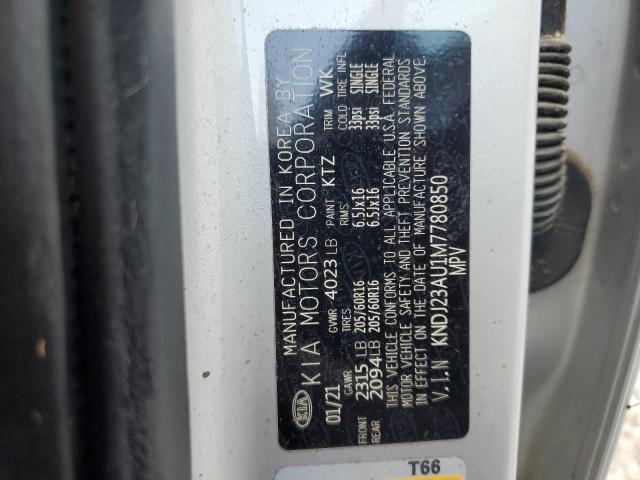 KIA
MANUFACTURED IN KOREA BY
KIA MOTORS CORPORATION
01/21 GVWR 4023 LB PAINT KTZ TRIM WK
GAWR TIRES RIMS COLD TIRE INFL
FRONT 2315 LB 205/60R16 6.5Jx16 33psi SINGLE
REAR 2094 LB 205/60R16 6.5Jx16 33psi SINGLE
THIS VEHICLE CONFORMS TO ALL APPLICABLE U.S.A. FEDERAL
MOTOR VEHICLE SAFETY AND THEFT PREVENTION STANDARDS
IN EFFECT ON THE DATE OF MANUFACTURE SHOWN ABOVE.
V.I.N KNDJ23AU1M7780850
MPV
T66